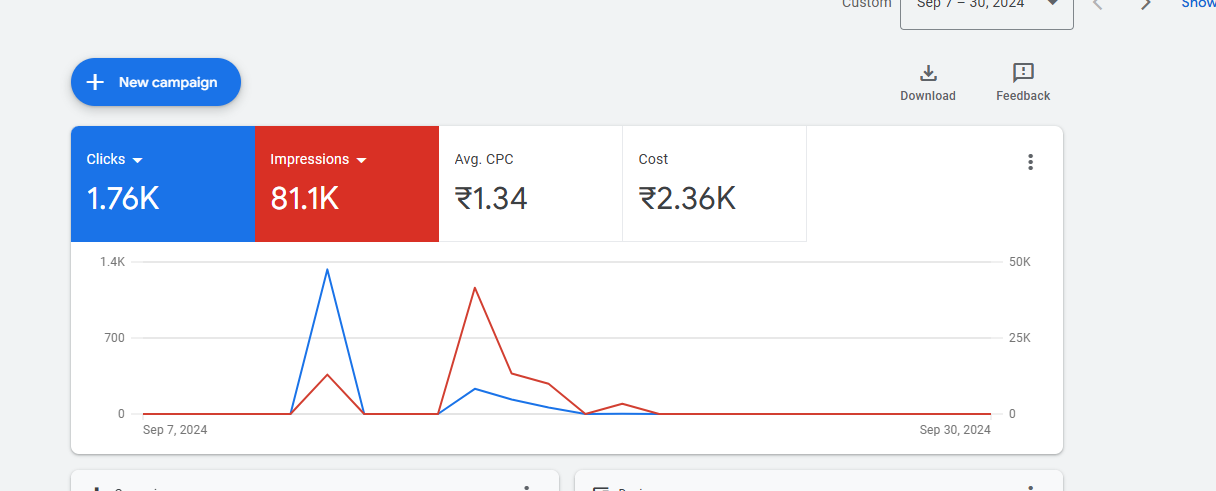 Custom Sep 7 – 30, 2024 Show
New campaign
Download Feedback
Clicks Impressions Avg. CPC Cost
1.76K 81.1K ₹1.34 ₹2.36K
1.4K 50K
700 25K
0 0
Sep 7, 2024 Sep 30, 2024